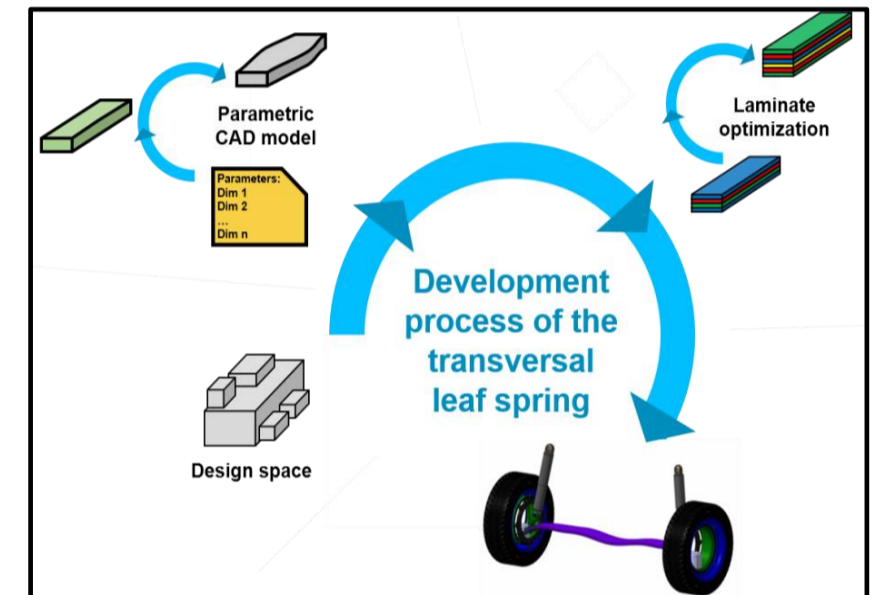 Parametric
CAD model
Parameters:
Dim 1
Dim 2
...
Dim n
Laminate
optimization
Development
process of the
transversal
leaf spring
Design space